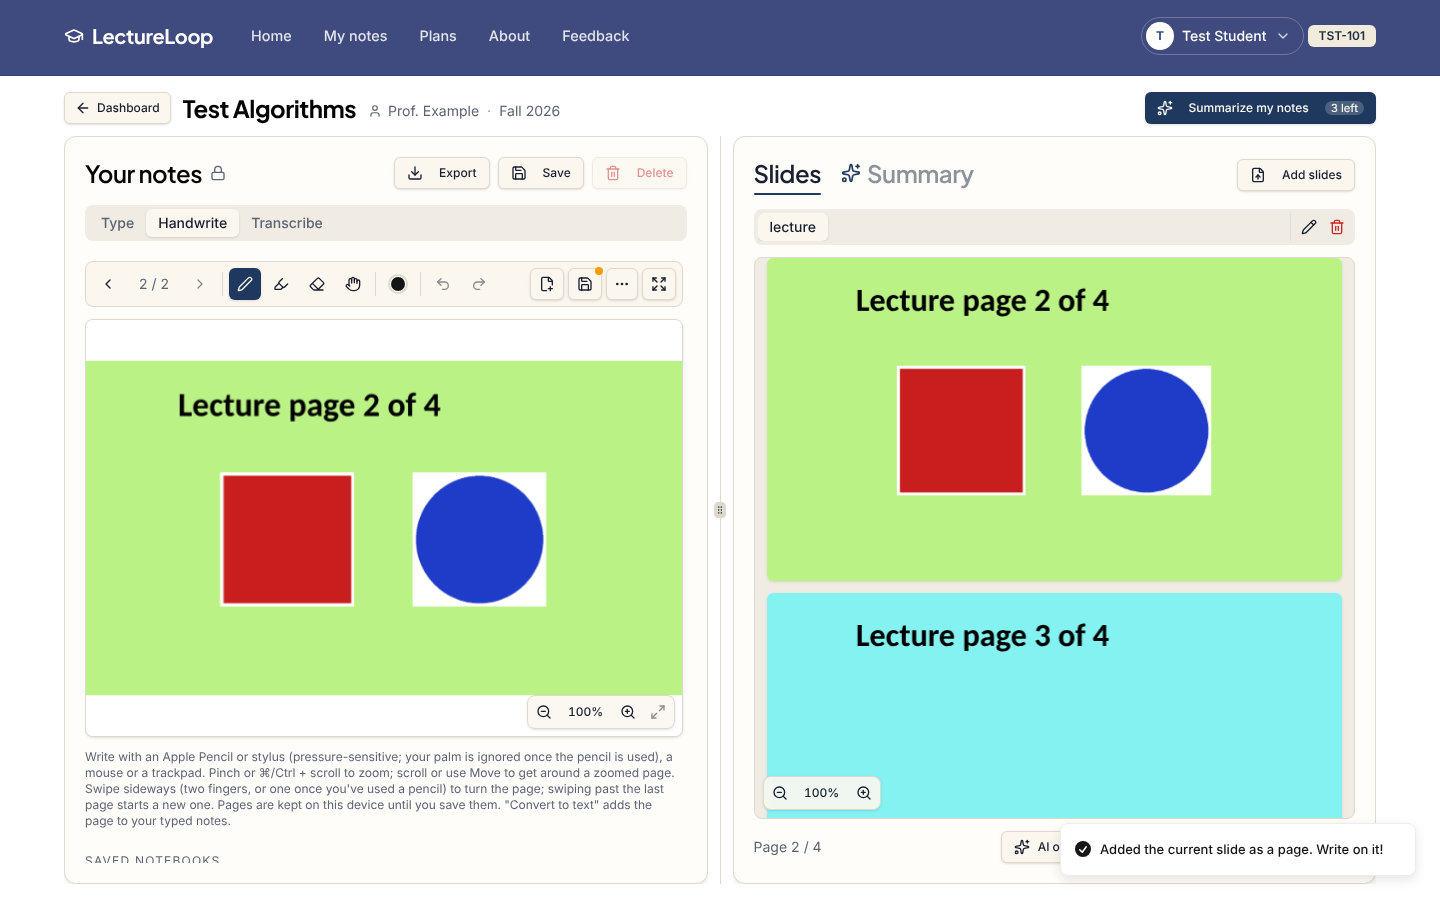 LectureLoop
Home
My notes
Plans
About
Feedback
T
Test Student
TST-101
Dashboard
Test Algorithms
Prof. Example · Fall 2026
Summarize my notes
3 left
Your notes
Export
Save
Delete
Type
Handwrite
Transcribe
2 / 2
Lecture page 2 of 4
100%
Write with an Apple Pencil or stylus (pressure-sensitive; your palm is ignored once the pencil is used), a
mouse or a trackpad. Pinch or ⌘/Ctrl + scroll to zoom; scroll or use Move to get around a zoomed page.
Swipe sideways (two fingers, or one once you've used a pencil) to turn the page; swiping past the last
page starts a new one. Pages are kept on this device until you save them. "Convert to text" adds the
page to your typed notes.
SAVED NOTEBOOKS
Slides
Summary
Add slides
lecture
Lecture page 2 of 4
Lecture page 3 of 4
100%
Page 2 / 4
AI
Added the current slide as a page. Write on it!